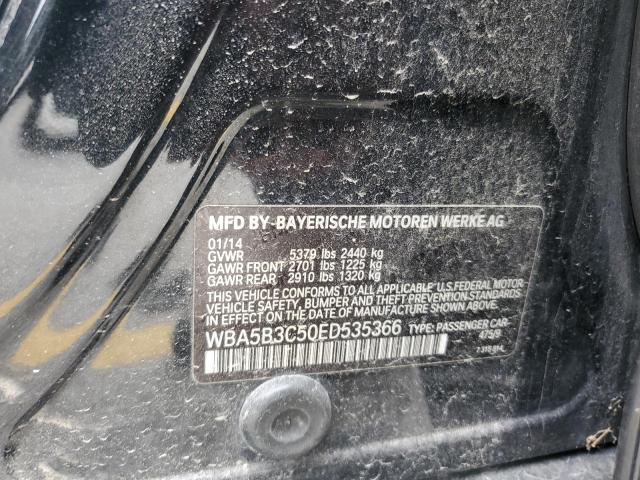 MFD BY-BAYERISCHE MOTOREN WERKE AG
01/14
GVWR 5379 lbs 2440 kg
GAWR FRONT 2701 lbs 1225 kg
GAWR REAR 2910 lbs 1320 kg
THIS VEHICLE CONFORMS TO ALL APPLICABLE U.S. FEDERAL MOTOR
VEHICLE SAFETY, BUMPER AND THEFT PREVENTION STANDARDS
IN EFFECT ON THE DATE OF MANUFACTURE SHOWN ABOVE.
WBA5B3C50ED535366 TYPE: PASSENGER CAR-
475/9